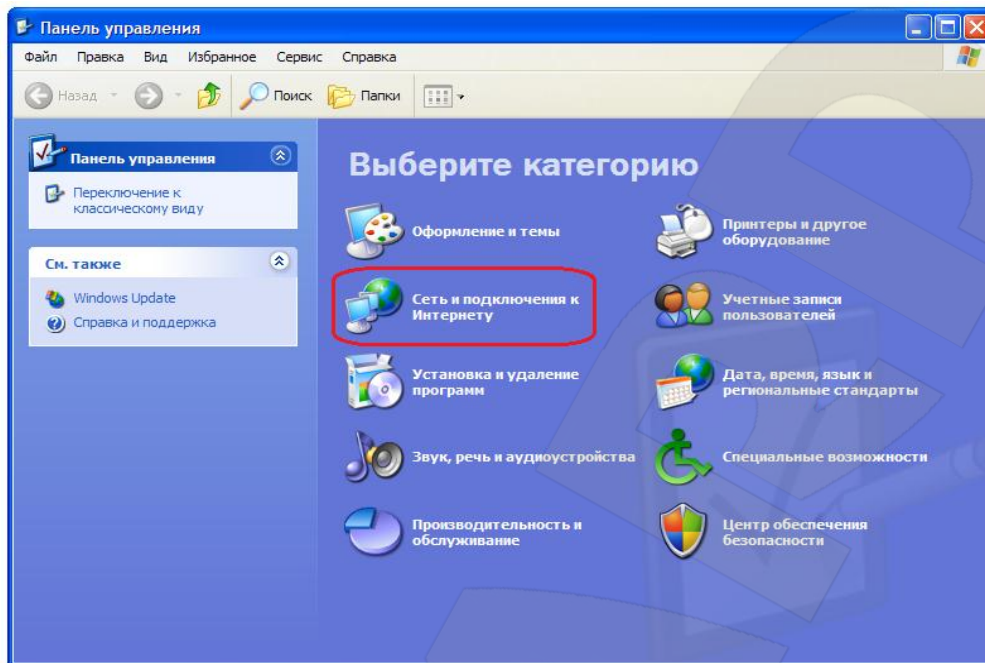 Панель управления
Файл Правка Вид Избранное Сервис Справка
Назад Поиск Папки
Панель управления
Переключение к
классическому виду
См. также
Windows Update
Справка и поддержка
Выберите категорию
Оформление и темы
Принтеры и другое
оборудование
Сеть и подключения к
Интернету
Учетные записи
пользователей
Установка и удаление
программ
Дата, время, язык и
региональные стандарты
Звук, речь и аудиоустройства
Специальные возможности
Производительность и
обслуживание
Центр обеспечения
безопасности